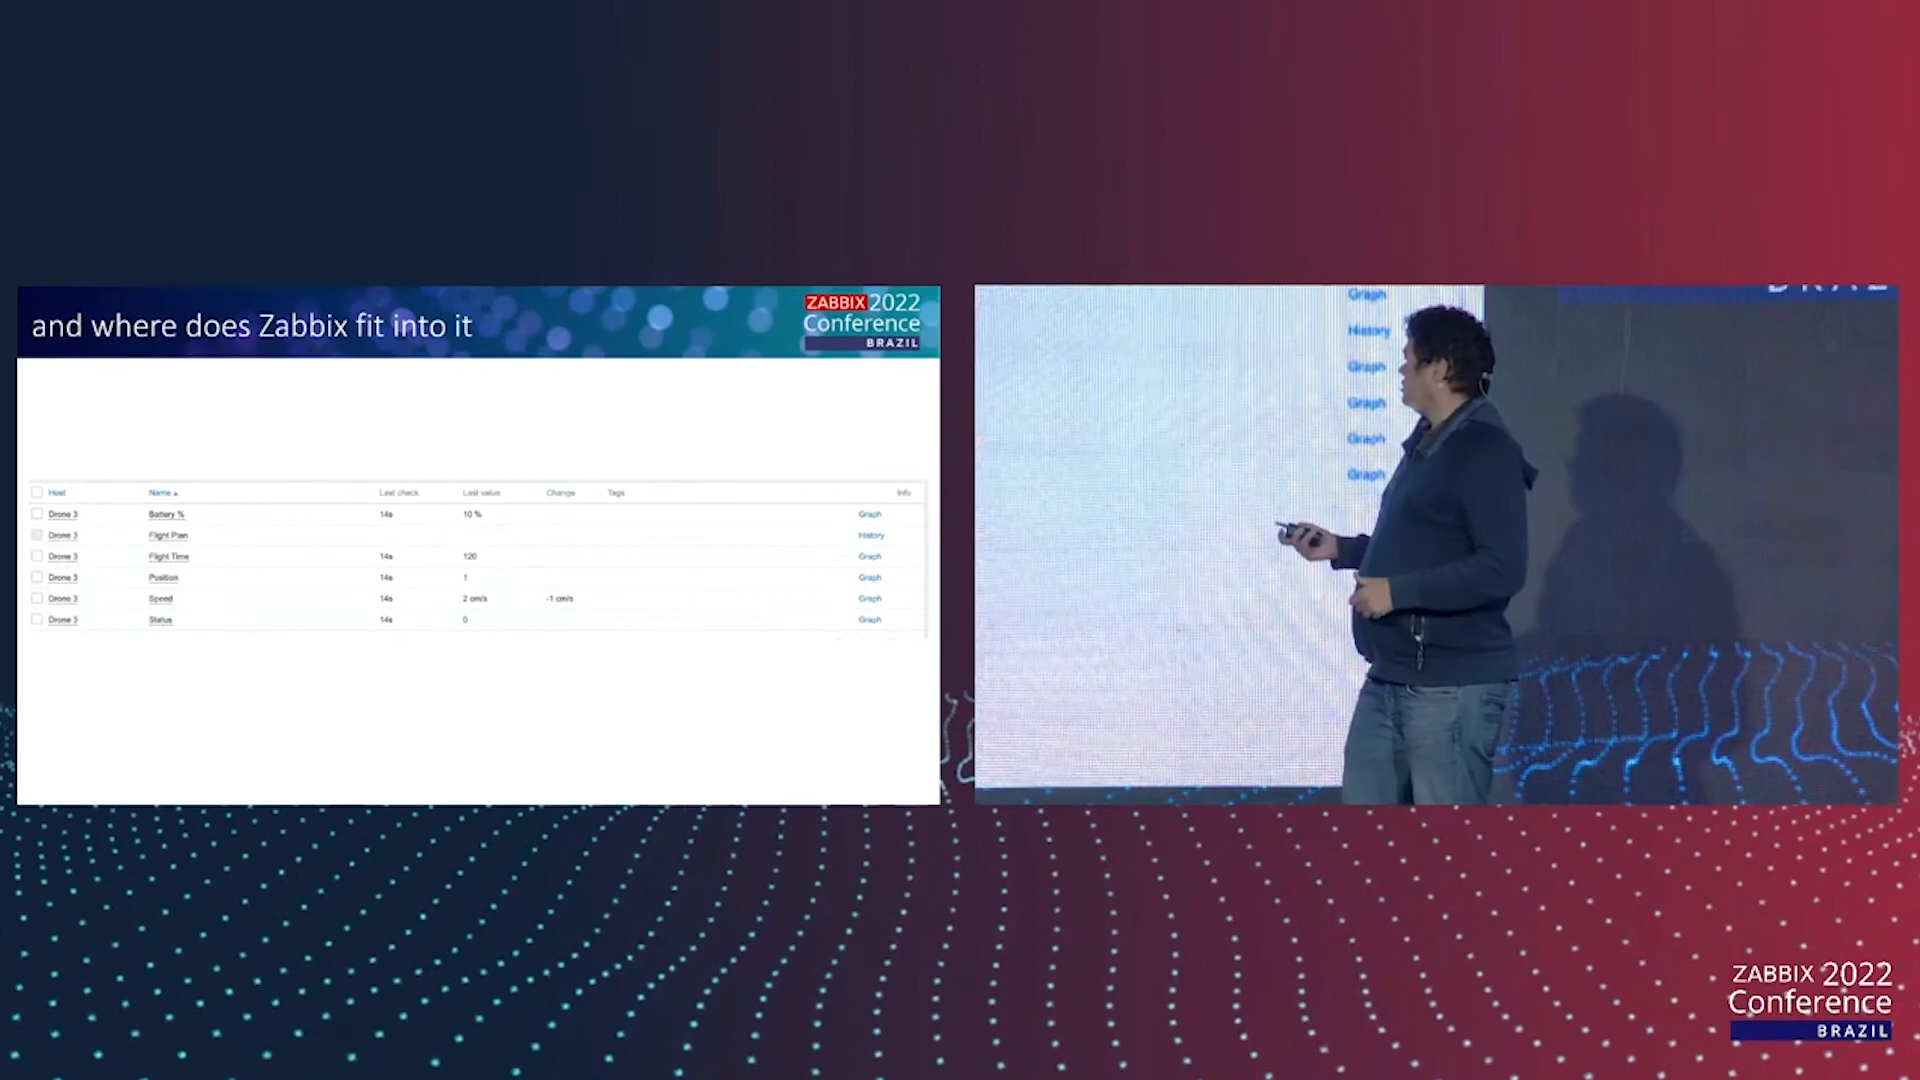 and where does Zabbix fit into it
ZABBIX 2022
Conference
BRAZIL
Host Name Last check Last value Change Tags Info
Drone 3 Battery % 14s 10 % Graph
Drone 3 Flight Plan History
Drone 3 Flight Time 14s 120 Graph
Drone 3 Position 14s 1 Graph
Drone 3 Speed 14s 2 cm/s -1 cm/s Graph
Drone 3 Status 14s 0 Graph
Graph
History
Graph
Graph
Graph
Graph
ZABBIX 2022
Conference
BRAZIL